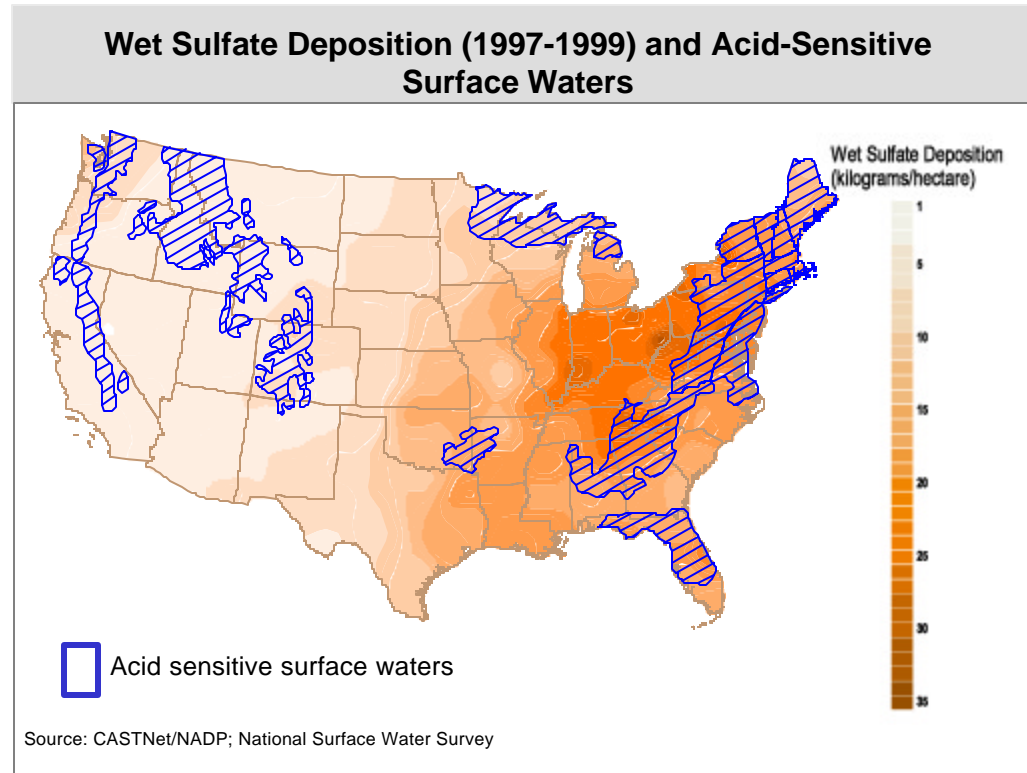 Wet Sulfate Deposition (1997-1999) and Acid-Sensitive
Surface Waters
Wet Sulfate Deposition
(kilograms/hectare)
1
5
10
15
20
25
30
35
Acid sensitive surface waters
Source: CASTNet/NADP; National Surface Water Survey